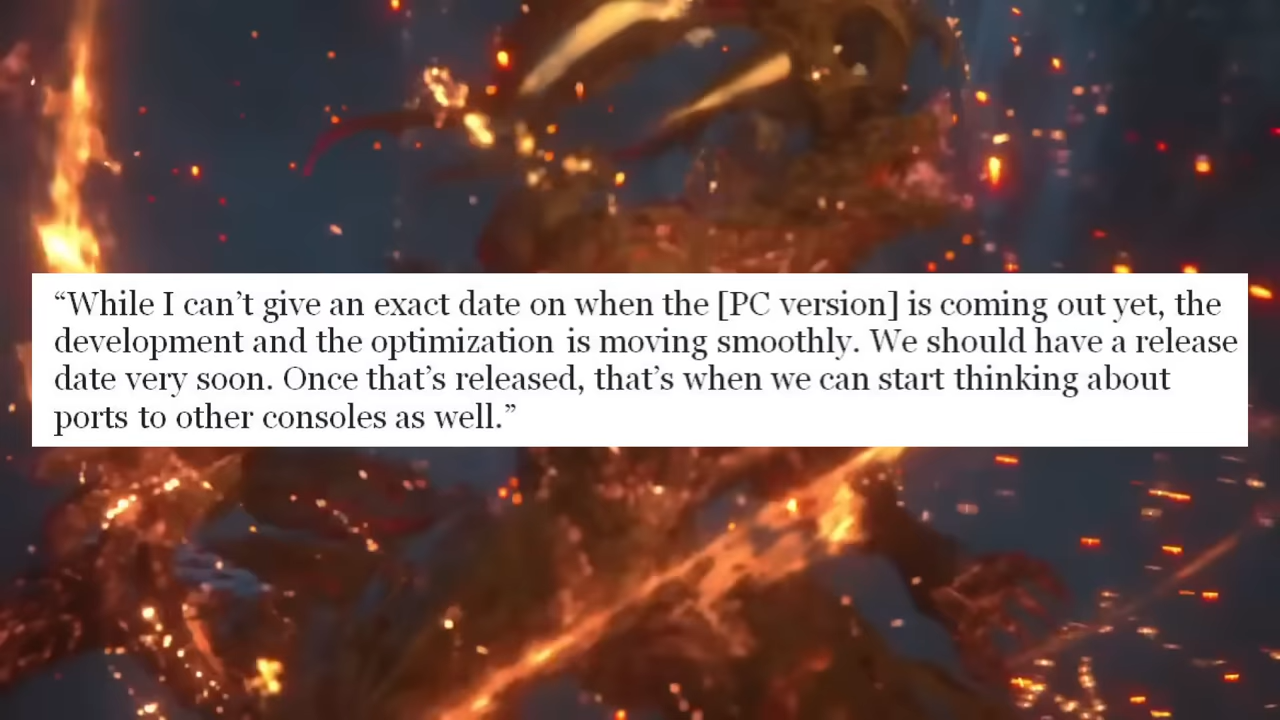 “While I can’t give an exact date on when the [PC version] is coming out yet, the
development and the optimization is moving smoothly. We should have a release
date very soon. Once that’s released, that’s when we can start thinking about
ports to other consoles as well.”